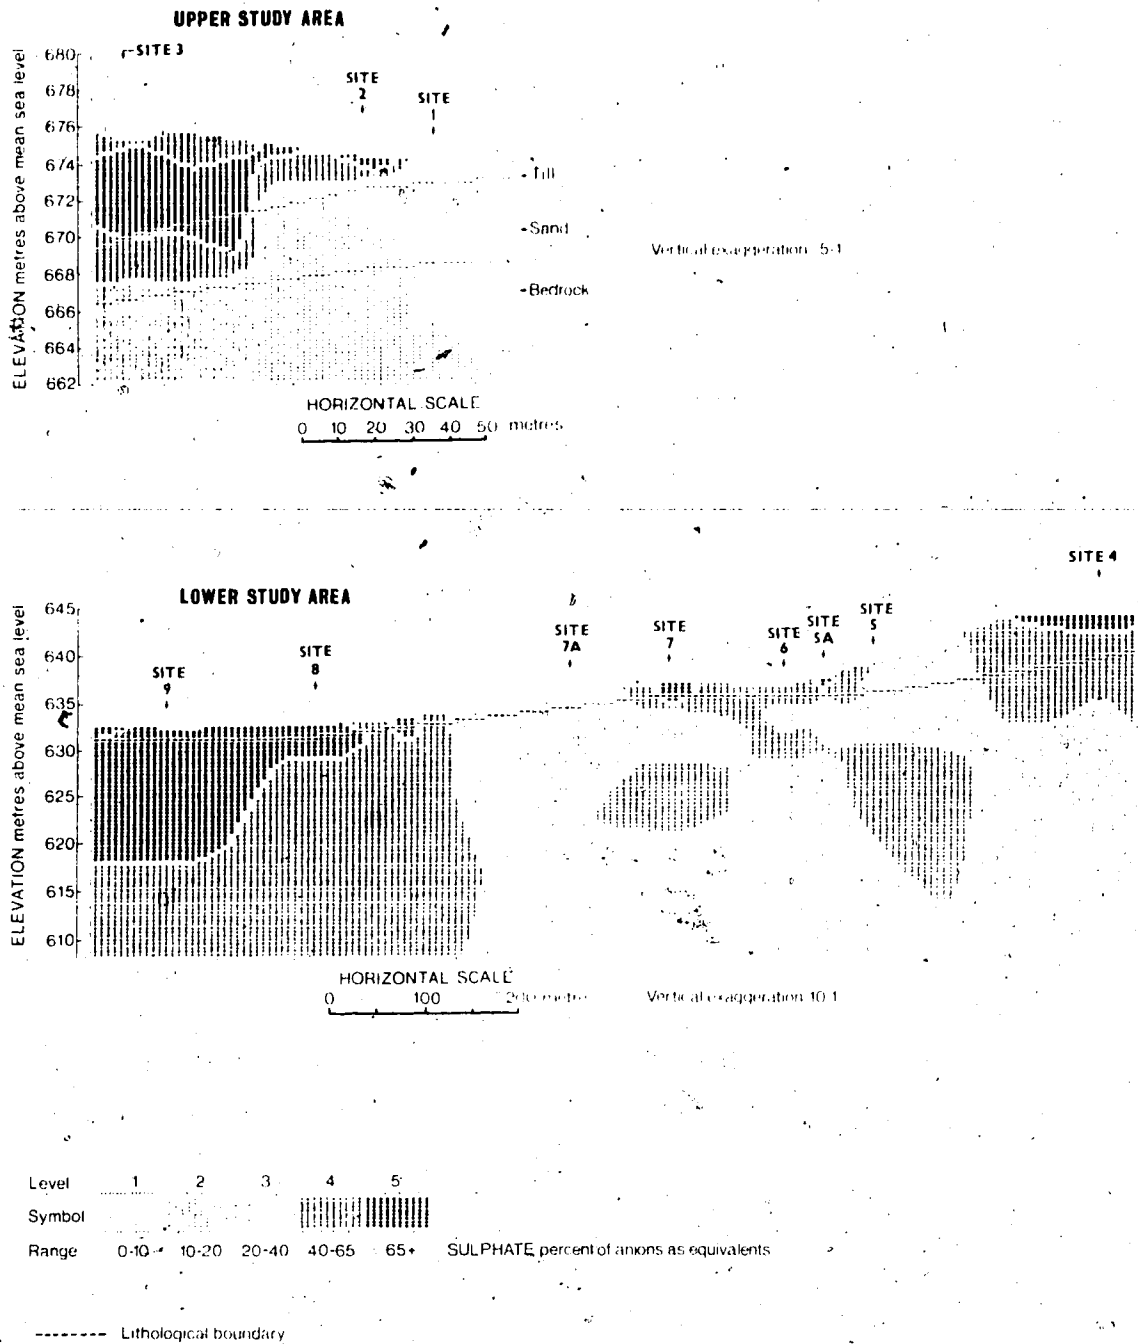 UPPER STUDY AREA
ELEVATION metres above mean sea level
680
678
676
674
672
670
668
666
664
662
SITE 3
SITE 2
SITE 1
Till
Sand
Bedrock
Vertical exaggeration 5-1
HORIZONTAL SCALE
0 10 20 30 40 50 metres
LOWER STUDY AREA
ELEVATION metres above mean sea level
645
640
635
630
625
620
615
610
SITE 9
SITE 8
SITE 7A
SITE 7
SITE 6
SITE 5A
SITE 5
SITE 4
HORIZONTAL SCALE
0 100 200 metre
Vertical exaggeration 10-1
Level 1 2 3 4 5
Symbol
Range 0-10 10-20 20-40 40-65 65+ SULPHATE percent of anions as equivalents
Lithological boundary